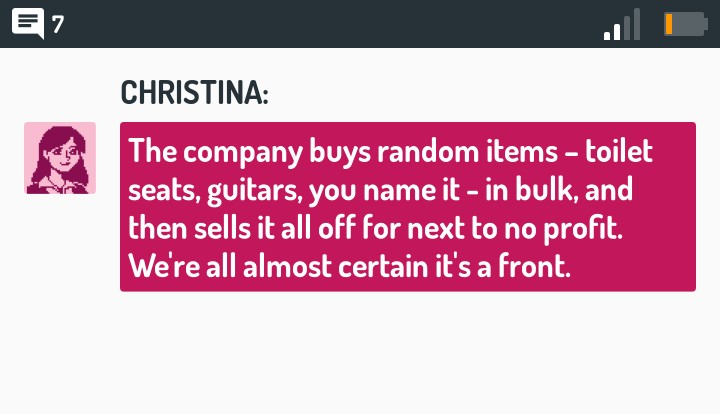 7
CHRISTINA:
The company buys random items – toilet
seats, guitars, you name it - in bulk, and
then sells it all off for next to no profit.
We're all almost certain it's a front.